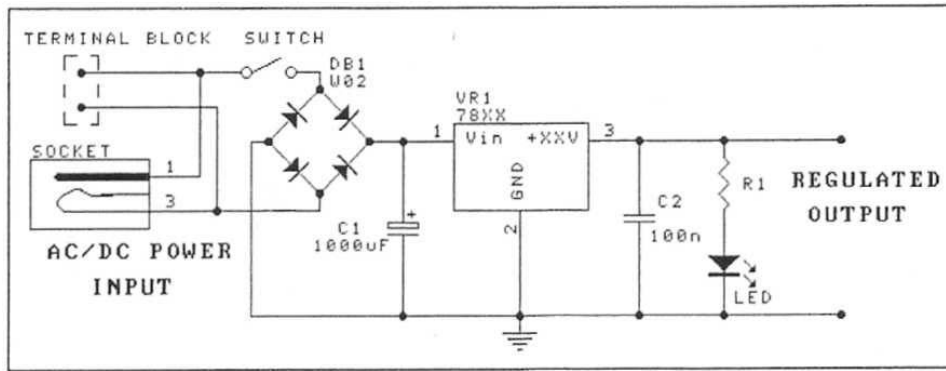 TERMINAL BLOCK
SWITCH
DB1
W02
VR1
78XX
1
Vin
+XXV
3
GND
2
SOCKET
1
3
AC/DC POWER
INPUT
C1
1000uF
+
C2
100n
R1
LED
REGULATED
OUTPUT